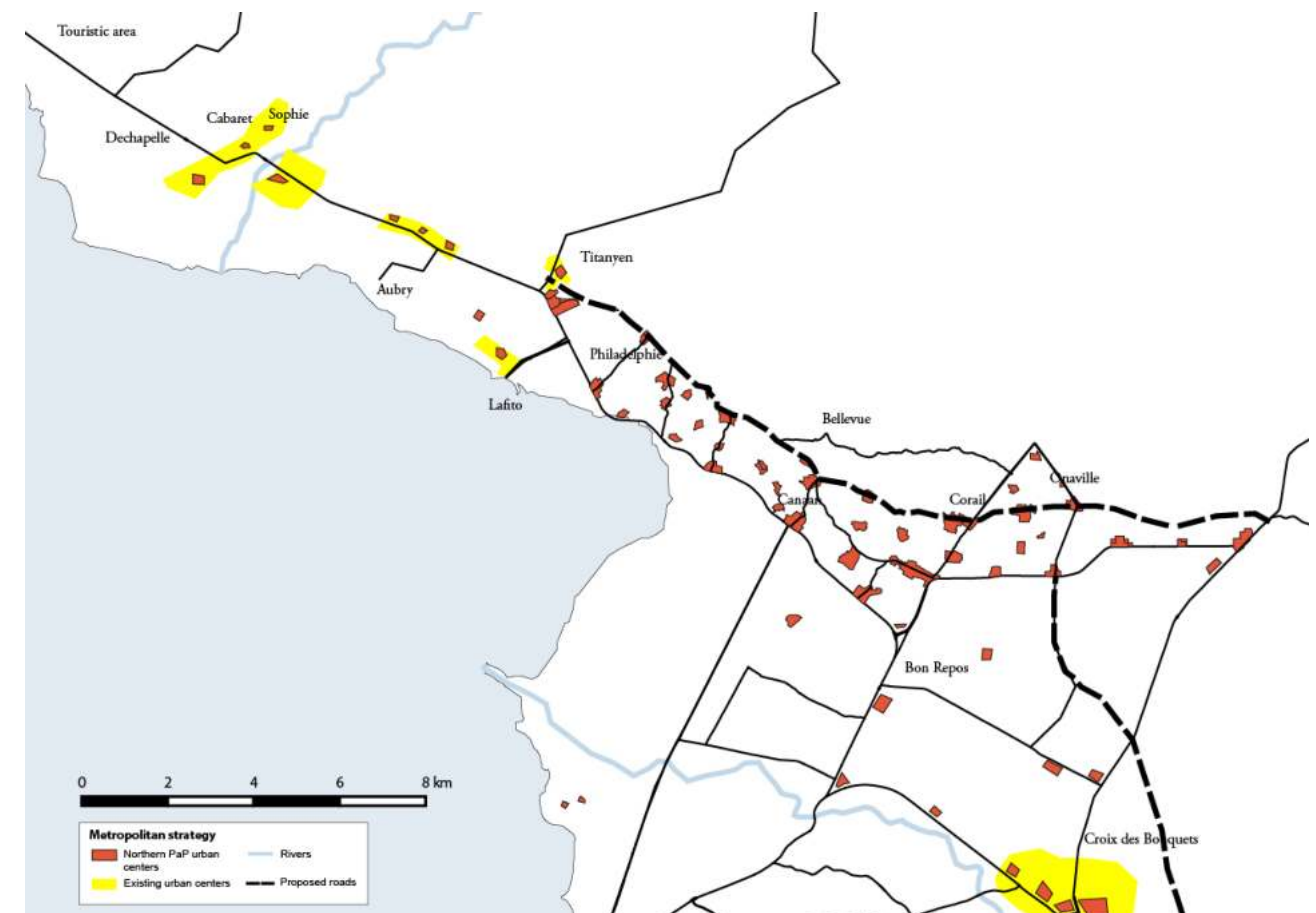 Touristic area
Cabaret
Sophie
Dechapelle
Titanyen
Aubry
Philadelphie
Lafito
Bellevue
Canaan
Corail
Onaville
Bon Repos
0 2 4 6 8 km
Croix des Bouquets
Metropolitan strategy
Northern PaP urban
centers
Rivers
Existing urban centers
Proposed roads